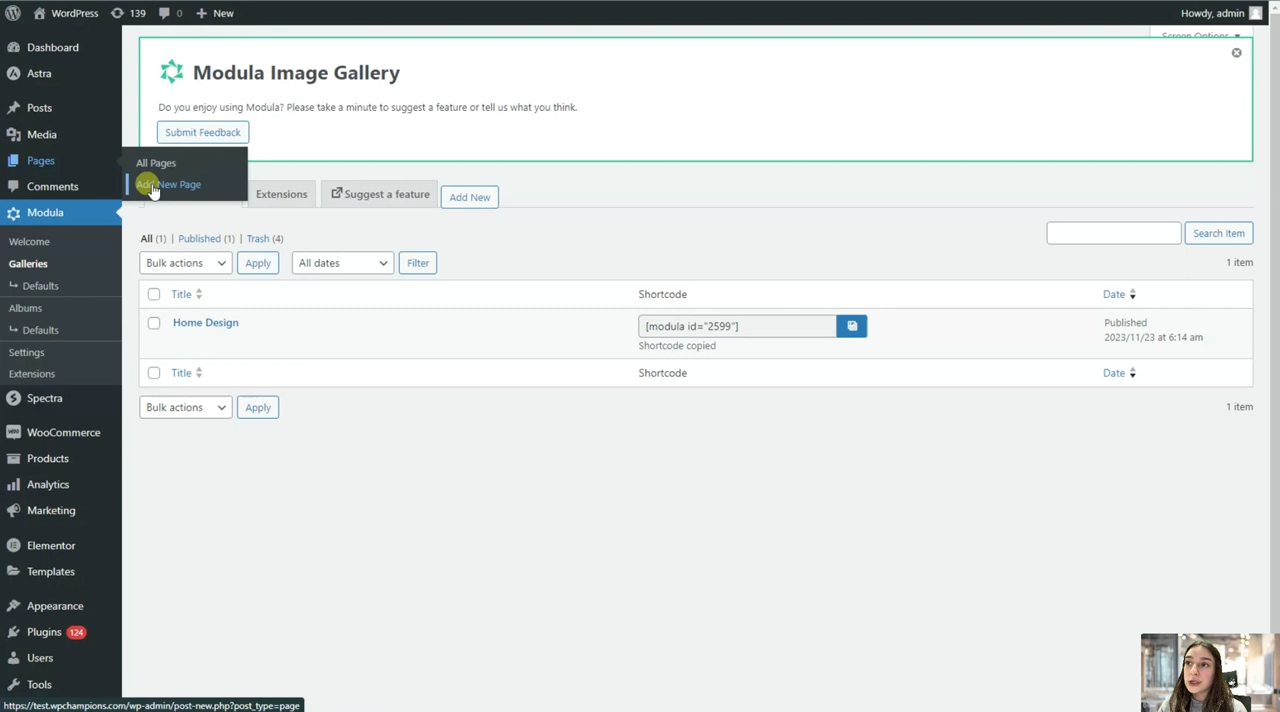 WordPress 139 0 New Howdy, admin
Dashboard
Astra
Posts
Media
Pages
Comments
Modula
Welcome
Galleries
Defaults
Albums
Defaults
Settings
Extensions
Spectra
WooCommerce
Products
Analytics
Marketing
Elementor
Templates
Appearance
Plugins 124
Users
Tools
All Pages
Add New Page
Screen Options
Modula Image Gallery
Do you enjoy using Modula? Please take a minute to suggest a feature or tell us what you think.
Submit Feedback
Extensions Suggest a feature Add New
All (1) | Published (1) | Trash (4)
Search Item
Bulk actions Apply All dates Filter 1 item
Title Shortcode Date
Home Design [modula id="2599"] Published
Shortcode copied 2023/11/23 at 6:14 am
Title Shortcode Date
Bulk actions Apply 1 item
https://test.wpchampions.com/wp-admin/post-new.php?post_type=page